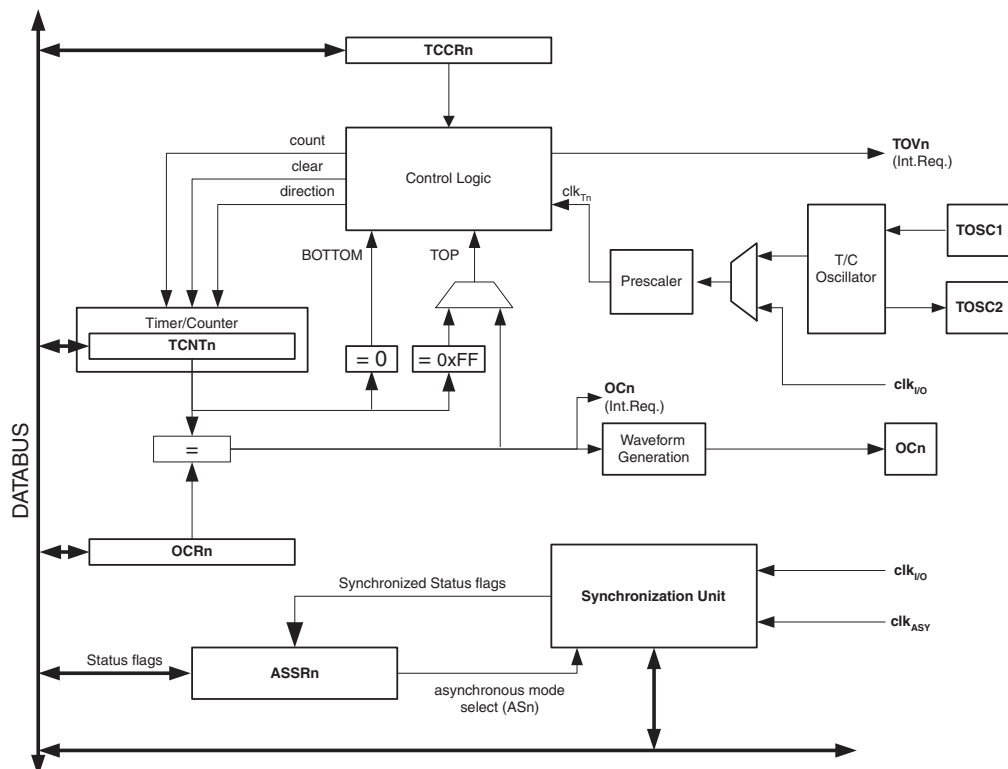 TCCRn
count
clear
direction
Control Logic
TOVn
(Int.Req.)
clkTn
BOTTOM
TOP
Prescaler
T/C
Oscillator
TOSC1
TOSC2
Timer/Counter
TCNTn
= 0
= 0xFF
OCn
(Int.Req.)
clkI/O
=
Waveform
Generation
OCn
DATABUS
OCRn
Synchronized Status flags
Synchronization Unit
clkI/O
clkASY
Status flags
ASSRn
asynchronous mode
select (ASn)